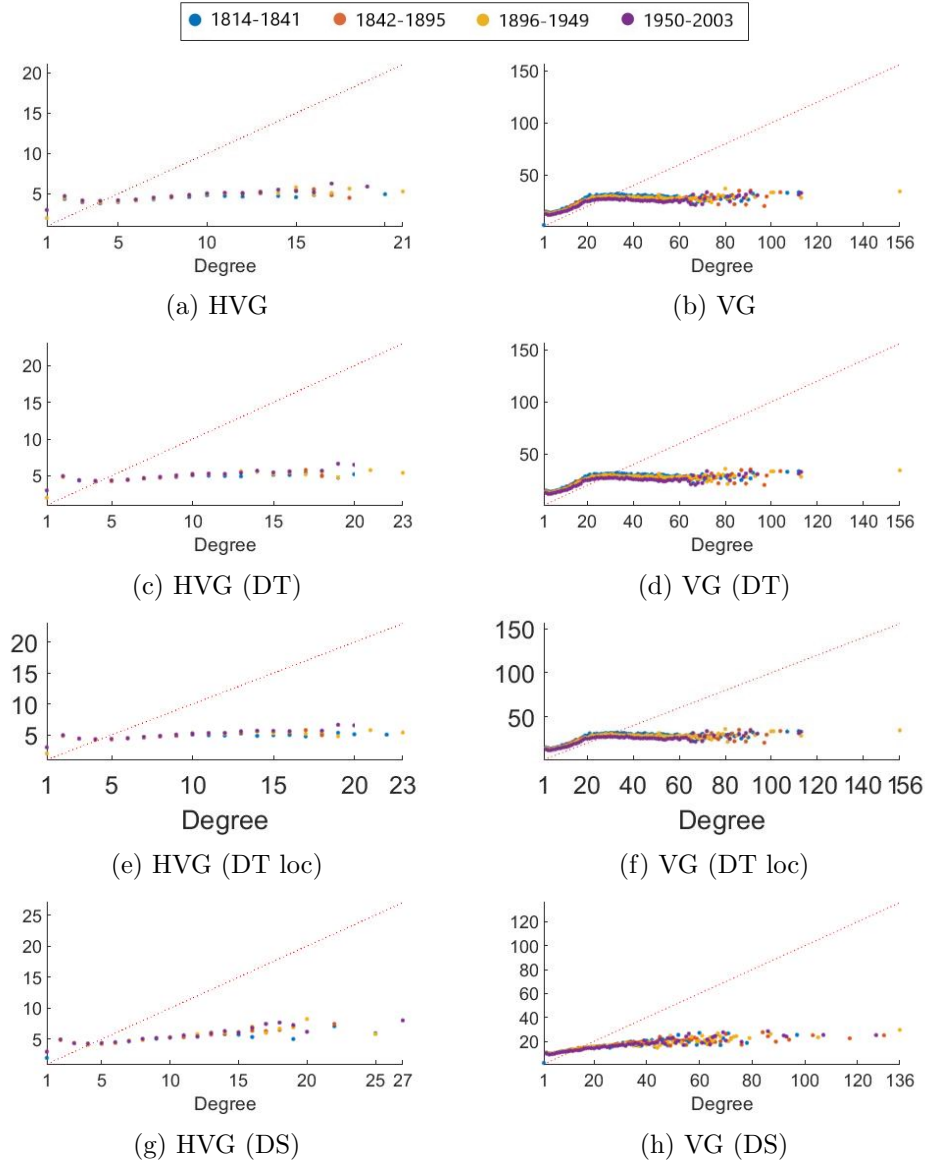 1814-1841 1842-1895 1896-1949 1950-2003
20 15 10 5
1 5 10 15 21
Degree
(a) HVG
150 100 50
1 20 40 60 80 100 120 156
Degree
(b) VG
20 15 10 5
1 5 10 15 20 23
Degree
(c) HVG (DT)
150 100 50
1 20 40 60 80 100 120 156
Degree
(d) VG (DT)
20 15 10 5
1 5 10 15 20 23
Degree
(e) HVG (DT loc)
150 100 50
1 20 40 60 80 100 120 156
Degree
(f) VG (DT loc)
25 20 15 10 5
1 5 10 15 20 25 27
Degree
(g) HVG (DS)
120 100 80 60 40 20
1 20 40 60 80 100 120 136
Degree
(h) VG (DS)